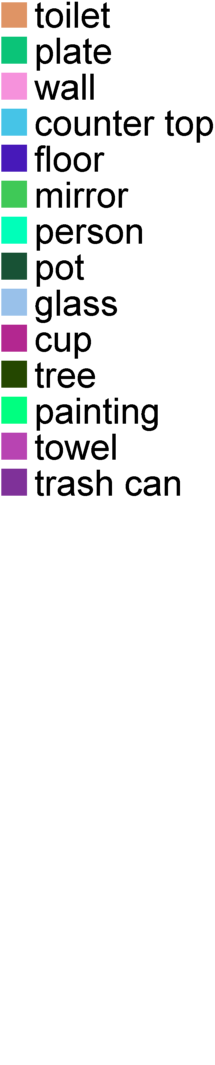 toilet
plate
wall
counter top
floor
mirror
person
pot
glass
cup
tree
painting
towel
trash can